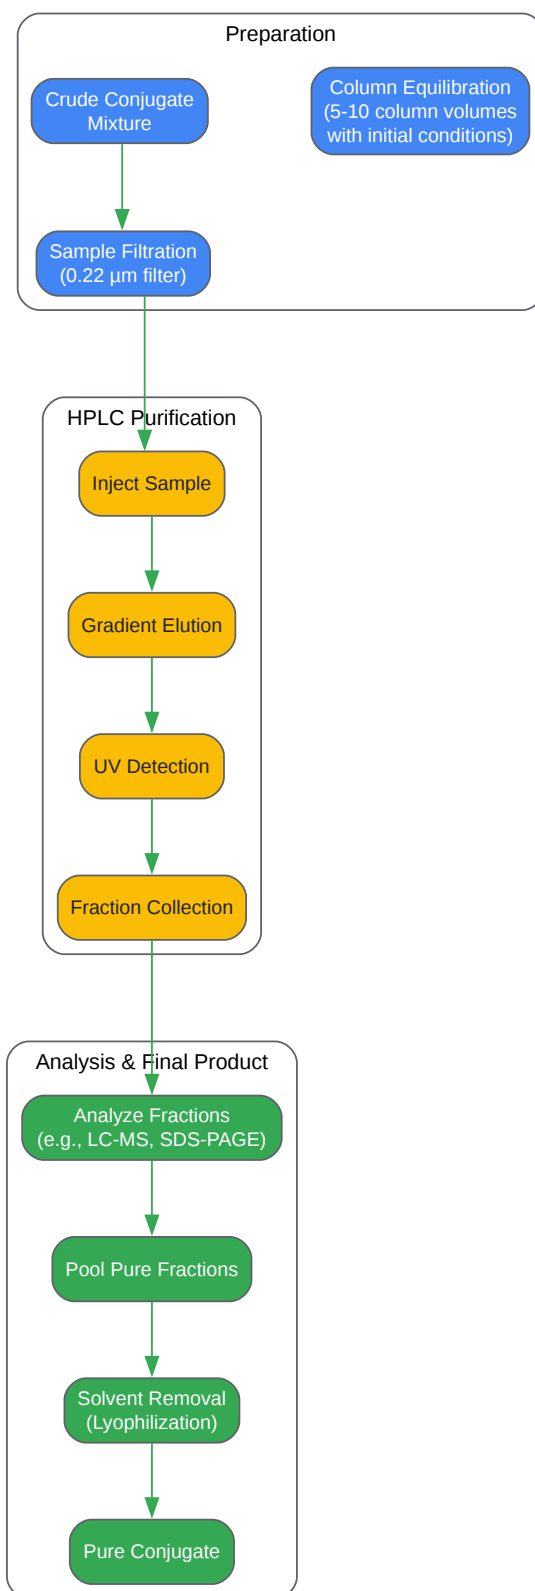 Preparation
Crude Conjugate
Mixture
Column Equilibration
(5-10 column volumes
with initial conditions)
Sample Filtration
(0.22 µm filter)
HPLC Purification
Inject Sample
Gradient Elution
UV Detection
Fraction Collection
Analysis & Final Product
Analyze Fractions
(e.g., LC-MS, SDS-PAGE)
Pool Pure Fractions
Solvent Removal
(Lyophilization)
Pure Conjugate